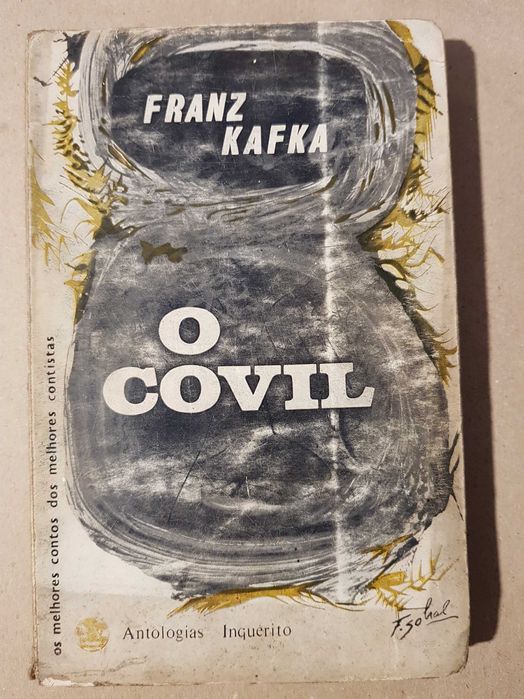 FRANZ
KAFKA
O
COVIL
os melhores contos dos melhores contistas
Antologias Inquérito
F. Sobral